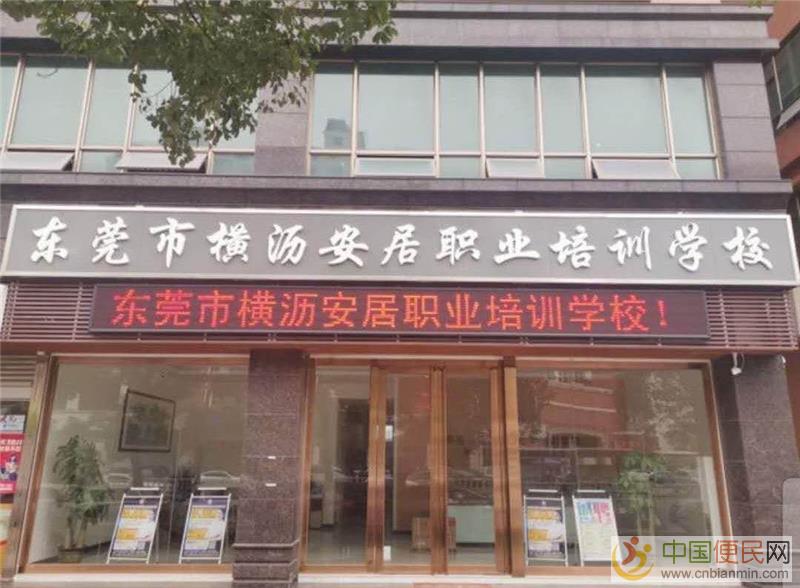 东莞市横沥安居职业培训学校
东莞市横沥安居职业培训学校！
中国便民网
www.cnbianmin.com